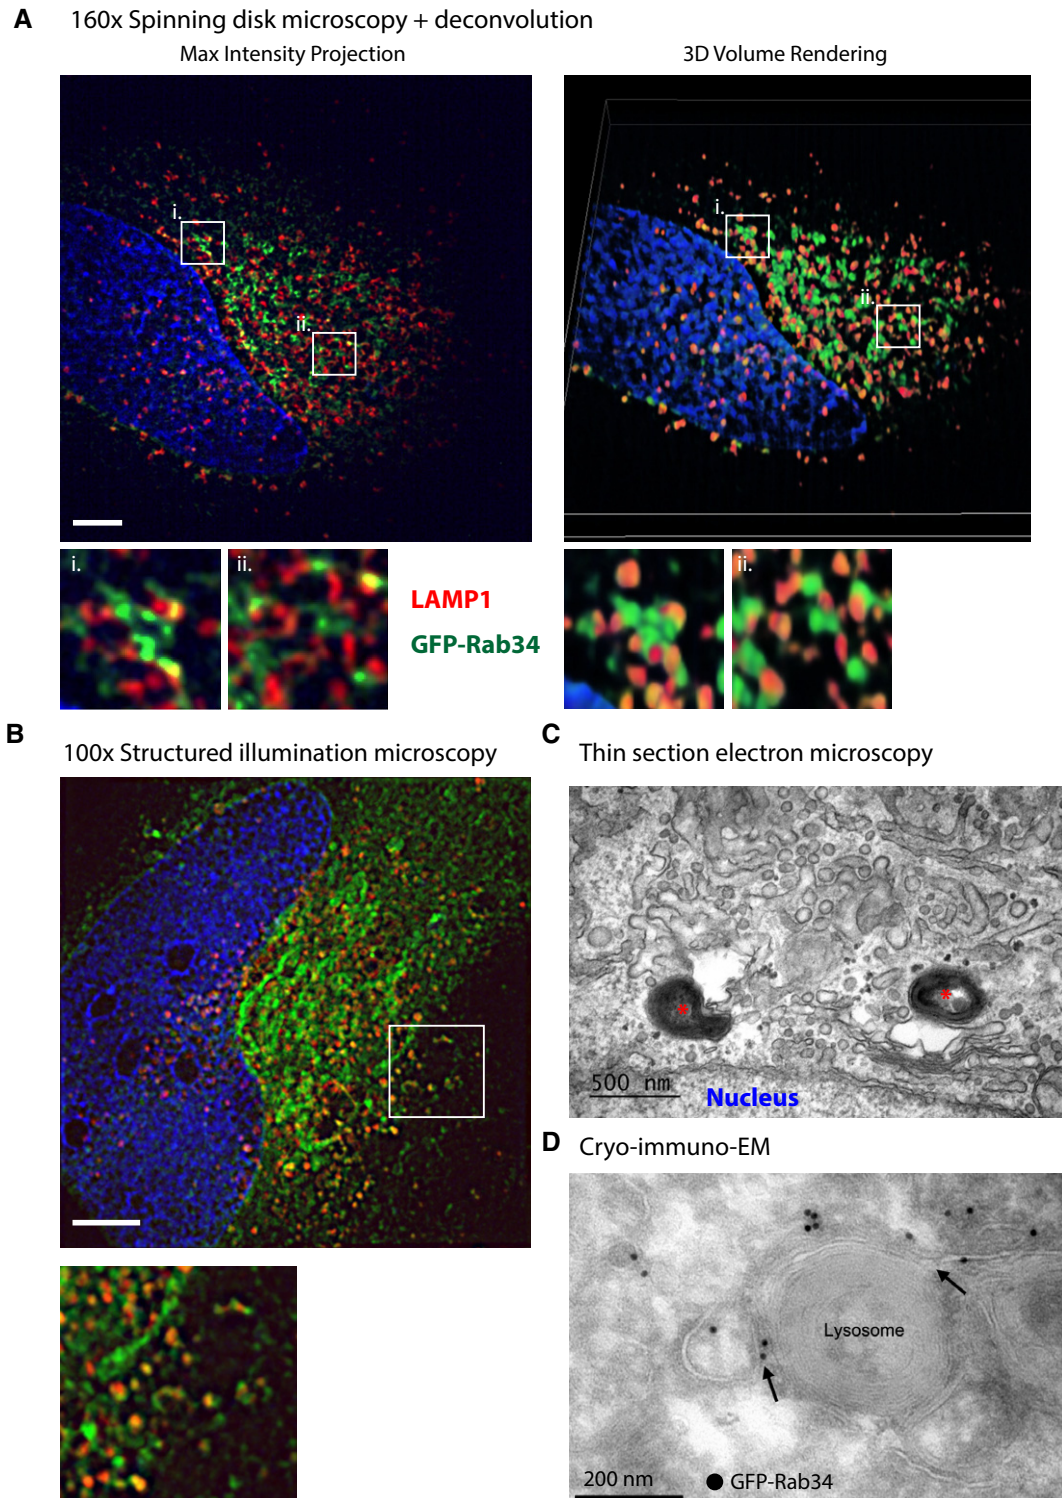 A 160x Spinning disk microscopy + deconvolution
Max Intensity Projection
3D Volume Rendering
i.
ii.
i.
ii.
i.
ii.
LAMP1
GFP-Rab34
i.
ii.
B 100x Structured illumination microscopy
C Thin section electron microscopy
*
*
500 nm
Nucleus
D Cryo-immuno-EM
Lysosome
200 nm
GFP-Rab34